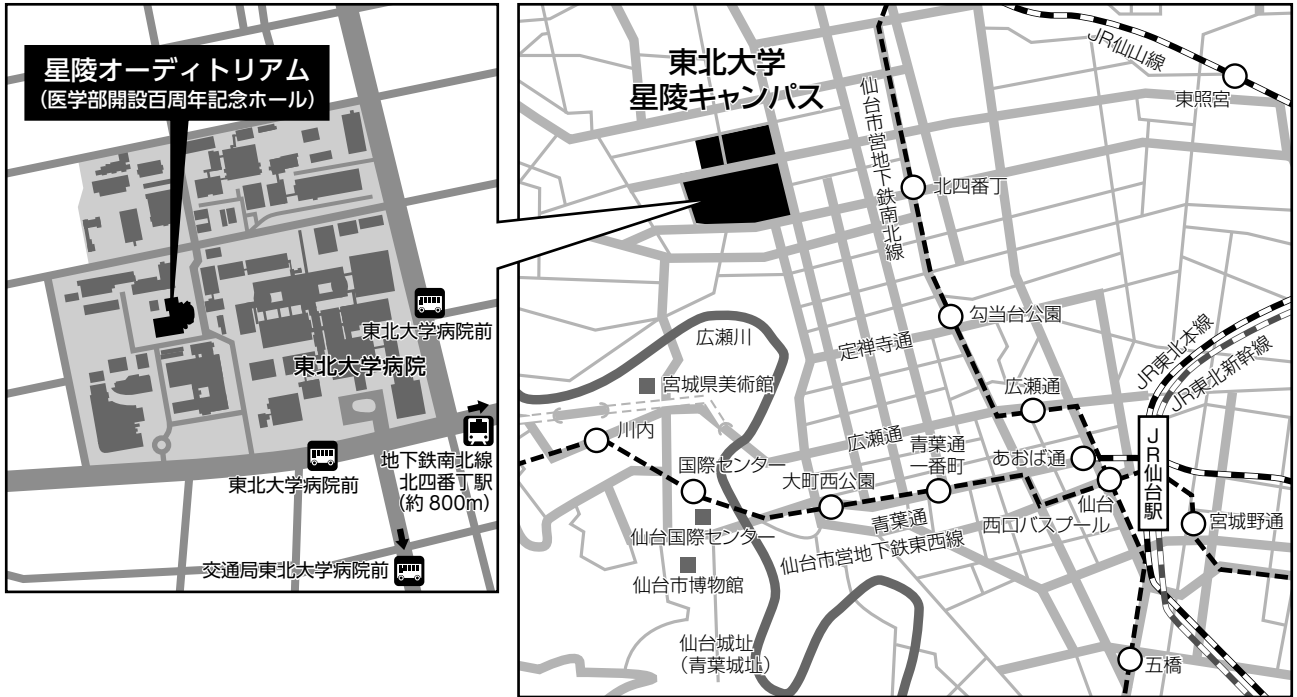 星陵オーディトリアム
(医学部開設百周年記念ホール)
東北大学病院前
東北大学病院
地下鉄南北線
北四番丁駅
(約 800m)
東北大学病院前
交通局東北大学病院前
東北大学
星陵キャンパス
仙台市営地下鉄南北線
JR仙山線
東照宮
北四番丁
勾当台公園
定禅寺通
広瀬川
宮城県美術館
JR東北本線
JR東北新幹線
広瀬通
広瀬通
川内
国際センター
大町西公園
青葉通
一番町
あおば通
JR仙台駅
仙台
西口バスプール
宮城野通
青葉通
仙台市営地下鉄東西線
仙台国際センター
仙台市博物館
仙台城址
(青葉城址)
五橋